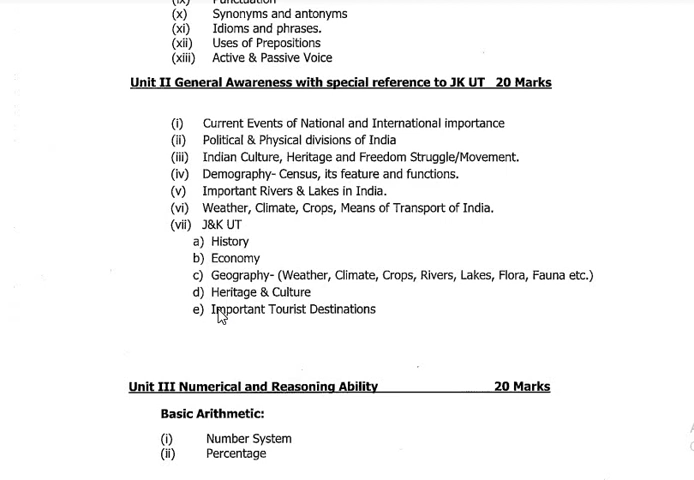 (ix) Punctuation
(x) Synonyms and antonyms
(xi) Idioms and phrases.
(xii) Uses of Prepositions
(xiii) Active & Passive Voice
Unit II General Awareness with special reference to JK UT 20 Marks
(i) Current Events of National and International importance
(ii) Political & Physical divisions of India
(iii) Indian Culture, Heritage and Freedom Struggle/Movement.
(iv) Demography- Census, its feature and functions.
(v) Important Rivers & Lakes in India.
(vi) Weather, Climate, Crops, Means of Transport of India.
(vii) J&K UT
a) History
b) Economy
c) Geography- (Weather, Climate, Crops, Rivers, Lakes, Flora, Fauna etc.)
d) Heritage & Culture
e) Important Tourist Destinations
Unit III Numerical and Reasoning Ability 20 Marks
Basic Arithmetic:
(i) Number System
(ii) Percentage